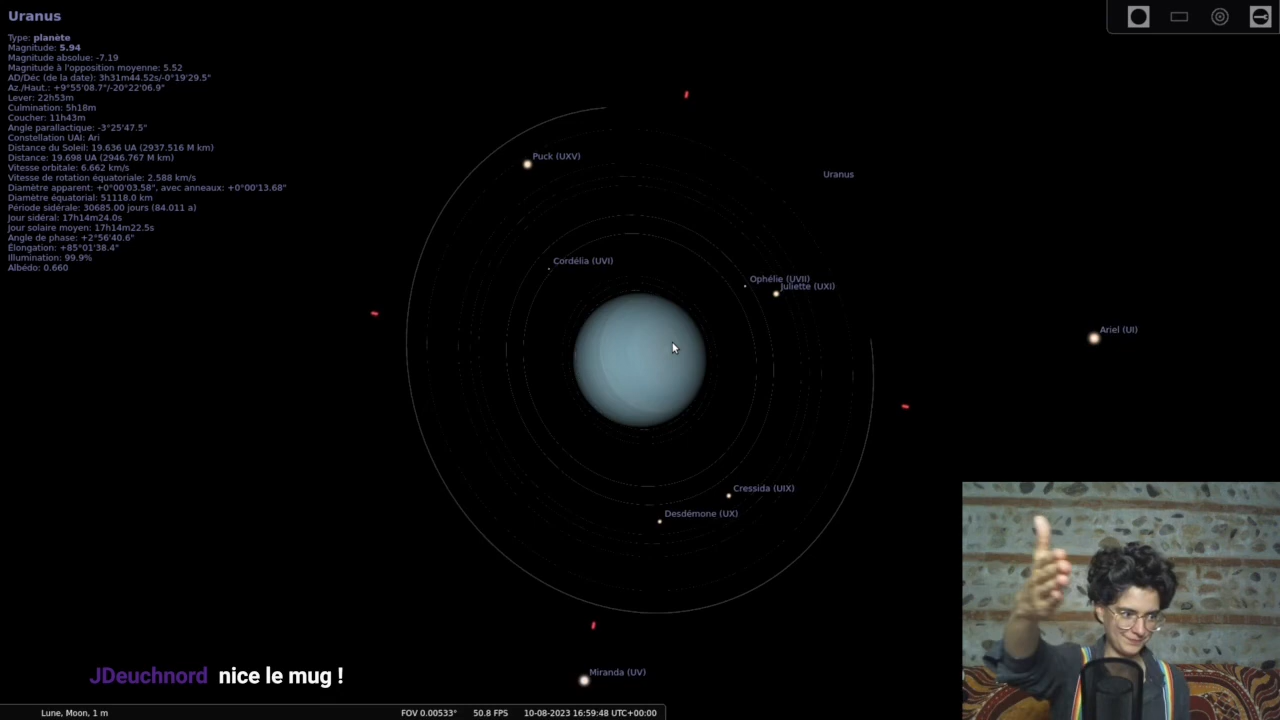 Uranus
Type: planète
Magnitude: 5.94
Magnitude absolue: -7.19
Magnitude à l'opposition moyenne: 5.52
AD/Déc (de la date): 3h31m44.52s/-0°19'29.5"
Az./Haut.: +9°55'08.7"/-20°22'06.9"
Lever: 22h53m
Culmination: 5h18m
Coucher: 11h43m
Angle parallactique: -3°25'47.5"
Constellation UAI: Ari
Distance du Soleil: 19.636 UA (2937.516 M km)
Distance: 19.698 UA (2946.767 M km)
Vitesse orbitale: 6.662 km/s
Vitesse de rotation équatoriale: 2.588 km/s
Diamètre apparent: +0°00'03.58", avec anneaux: +0°00'13.68"
Diamètre équatorial: 51118.0 km
Période sidérale: 30685.00 jours (84.011 a)
Jour sidéral: 17h14m24.0s
Jour solaire moyen: 17h14m22.5s
Angle de phase: +2°56'40.6"
Élongation: +85°01'38.4"
Illumination: 99.9%
Albédo: 0.660
Puck (UXV)
Uranus
Cordélia (UVI)
Ophélie (UVII)
Juliette (UXI)
Ariel (UI)
Cressida (UIX)
Desdémone (UX)
Miranda (UV)
JDeuchnord nice le mug !
Lune, Moon, 1 m FOV 0.00533° 50.8 FPS 10-08-2023 16:59:48 UTC+00:00